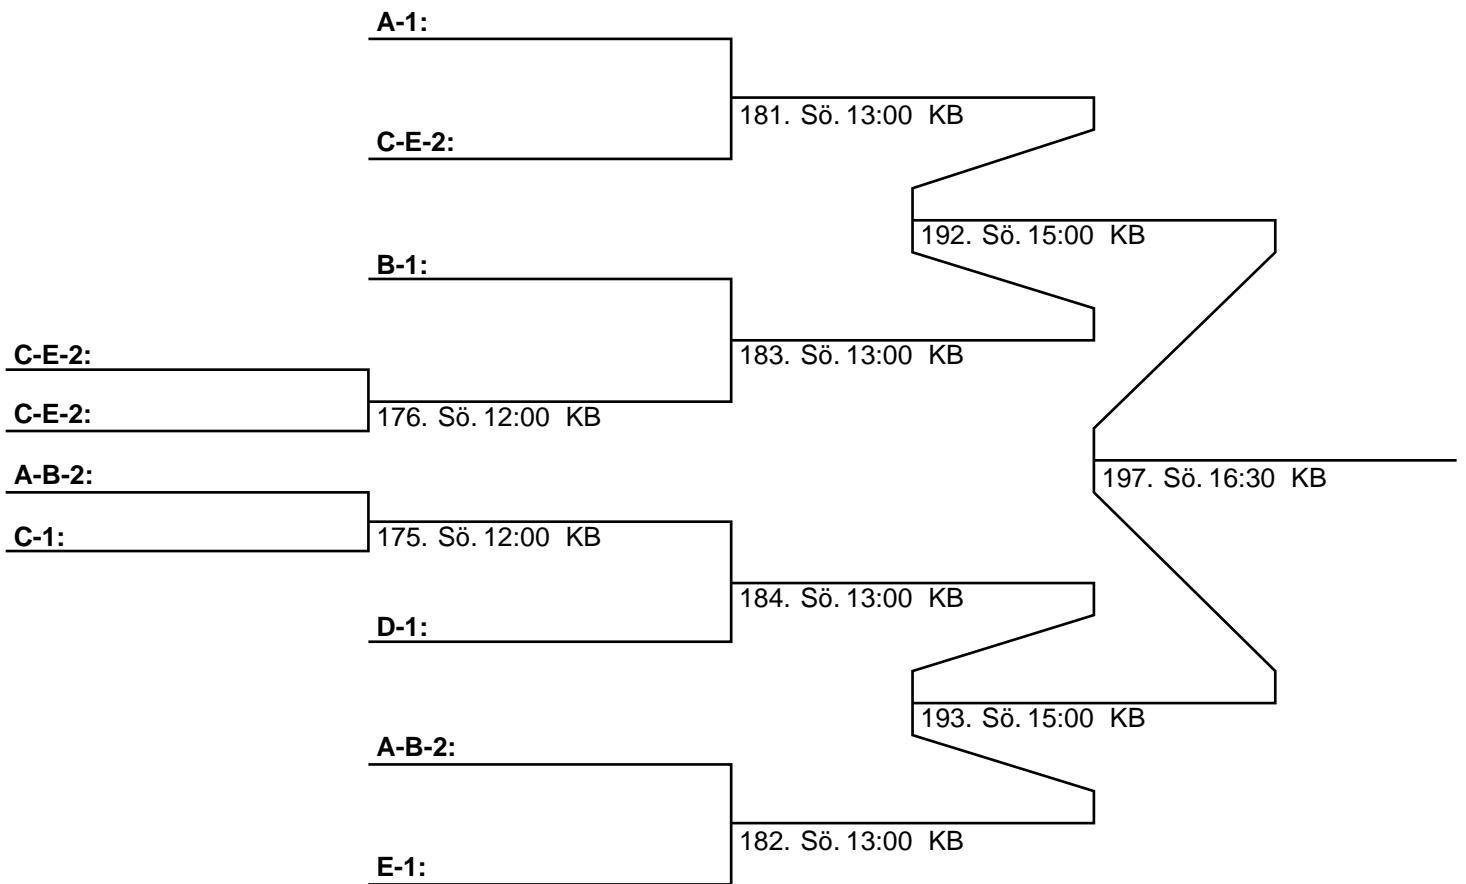 A-1:
181. Sö. 13:00 KB
C-E-2:
192. Sö. 15:00 KB
B-1:
183. Sö. 13:00 KB
C-E-2:
C-E-2:
176. Sö. 12:00 KB
A-B-2:
197. Sö. 16:30 KB
C-1:
175. Sö. 12:00 KB
184. Sö. 13:00 KB
D-1:
193. Sö. 15:00 KB
A-B-2:
182. Sö. 13:00 KB
E-1: